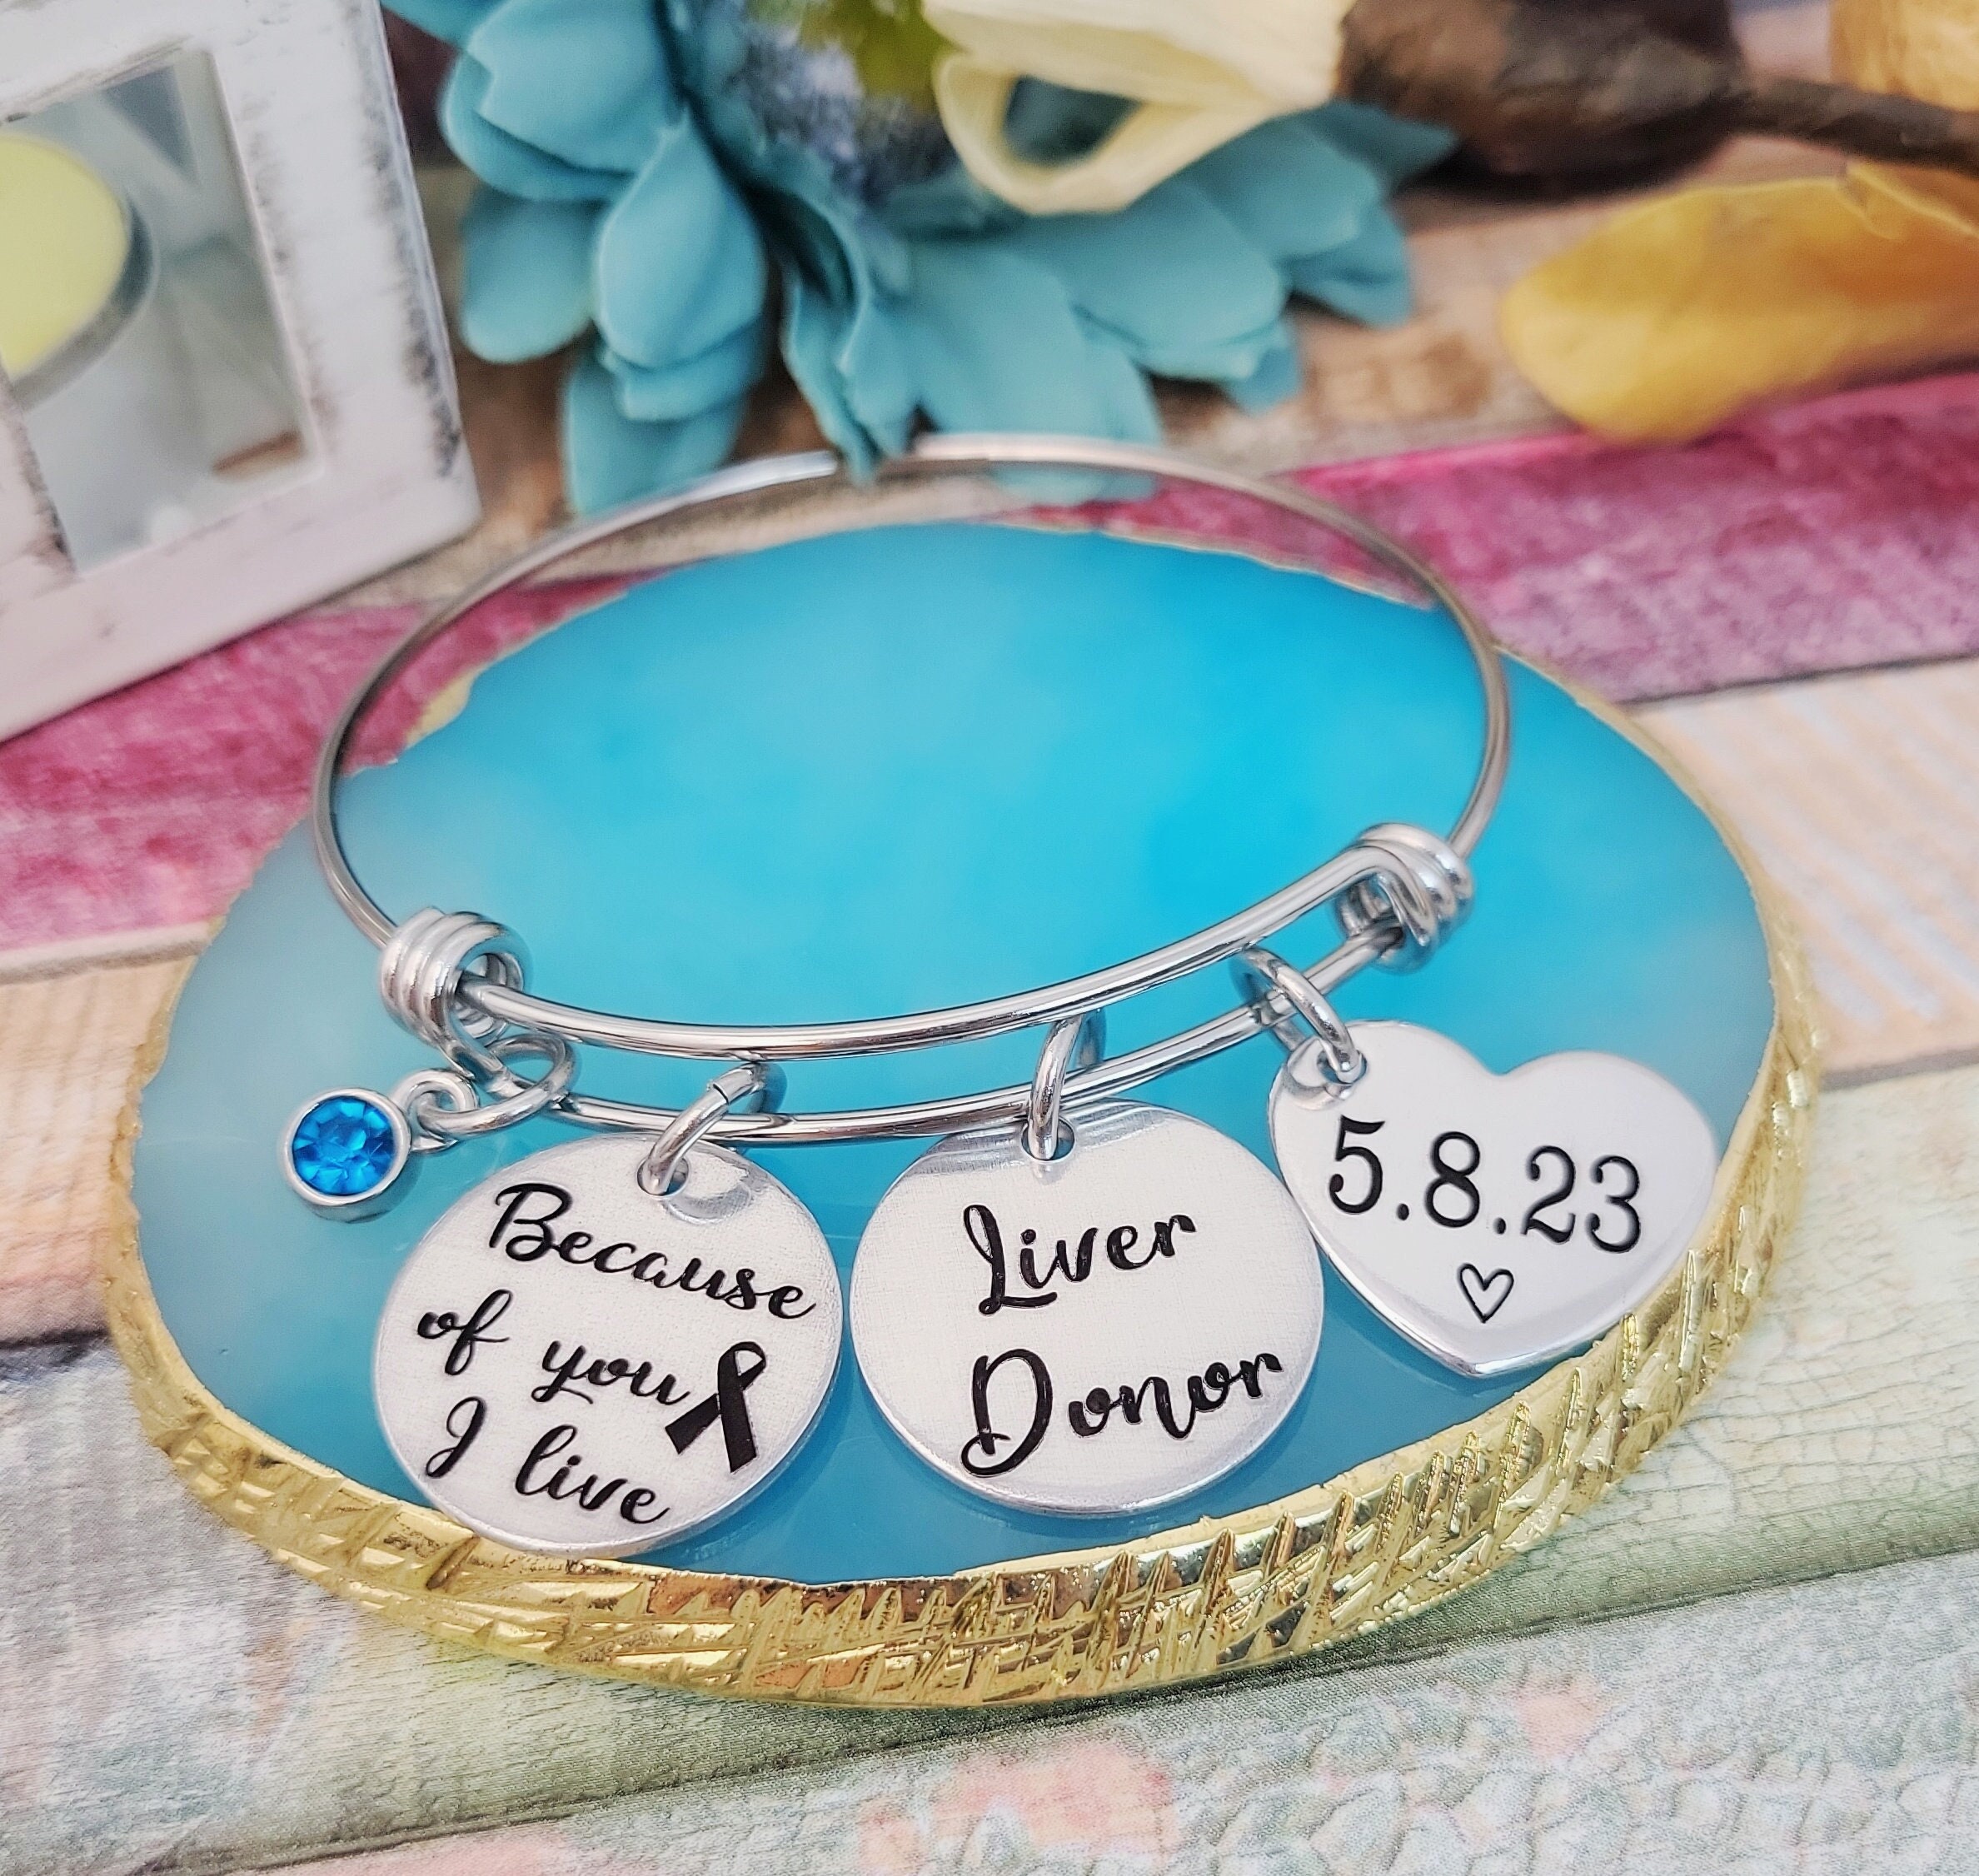 Because
of you
I live
Liver
Donor
5.8.23